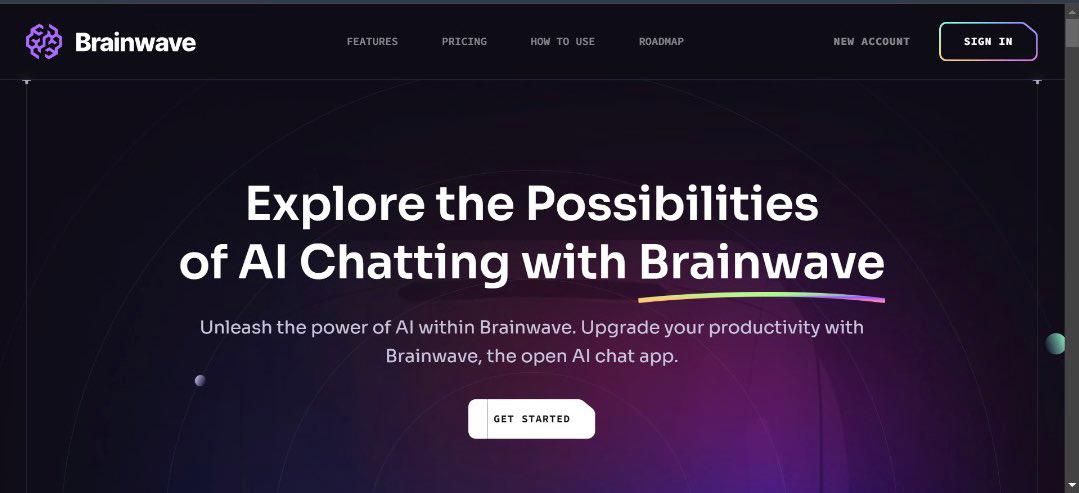 Brainwave
FEATURES
PRICING
HOW TO USE
ROADMAP
NEW ACCOUNT
SIGN IN
Explore the Possibilities
of AI Chatting with Brainwave
Unleash the power of AI within Brainwave. Upgrade your productivity with
Brainwave, the open AI chat app.
GET STARTED